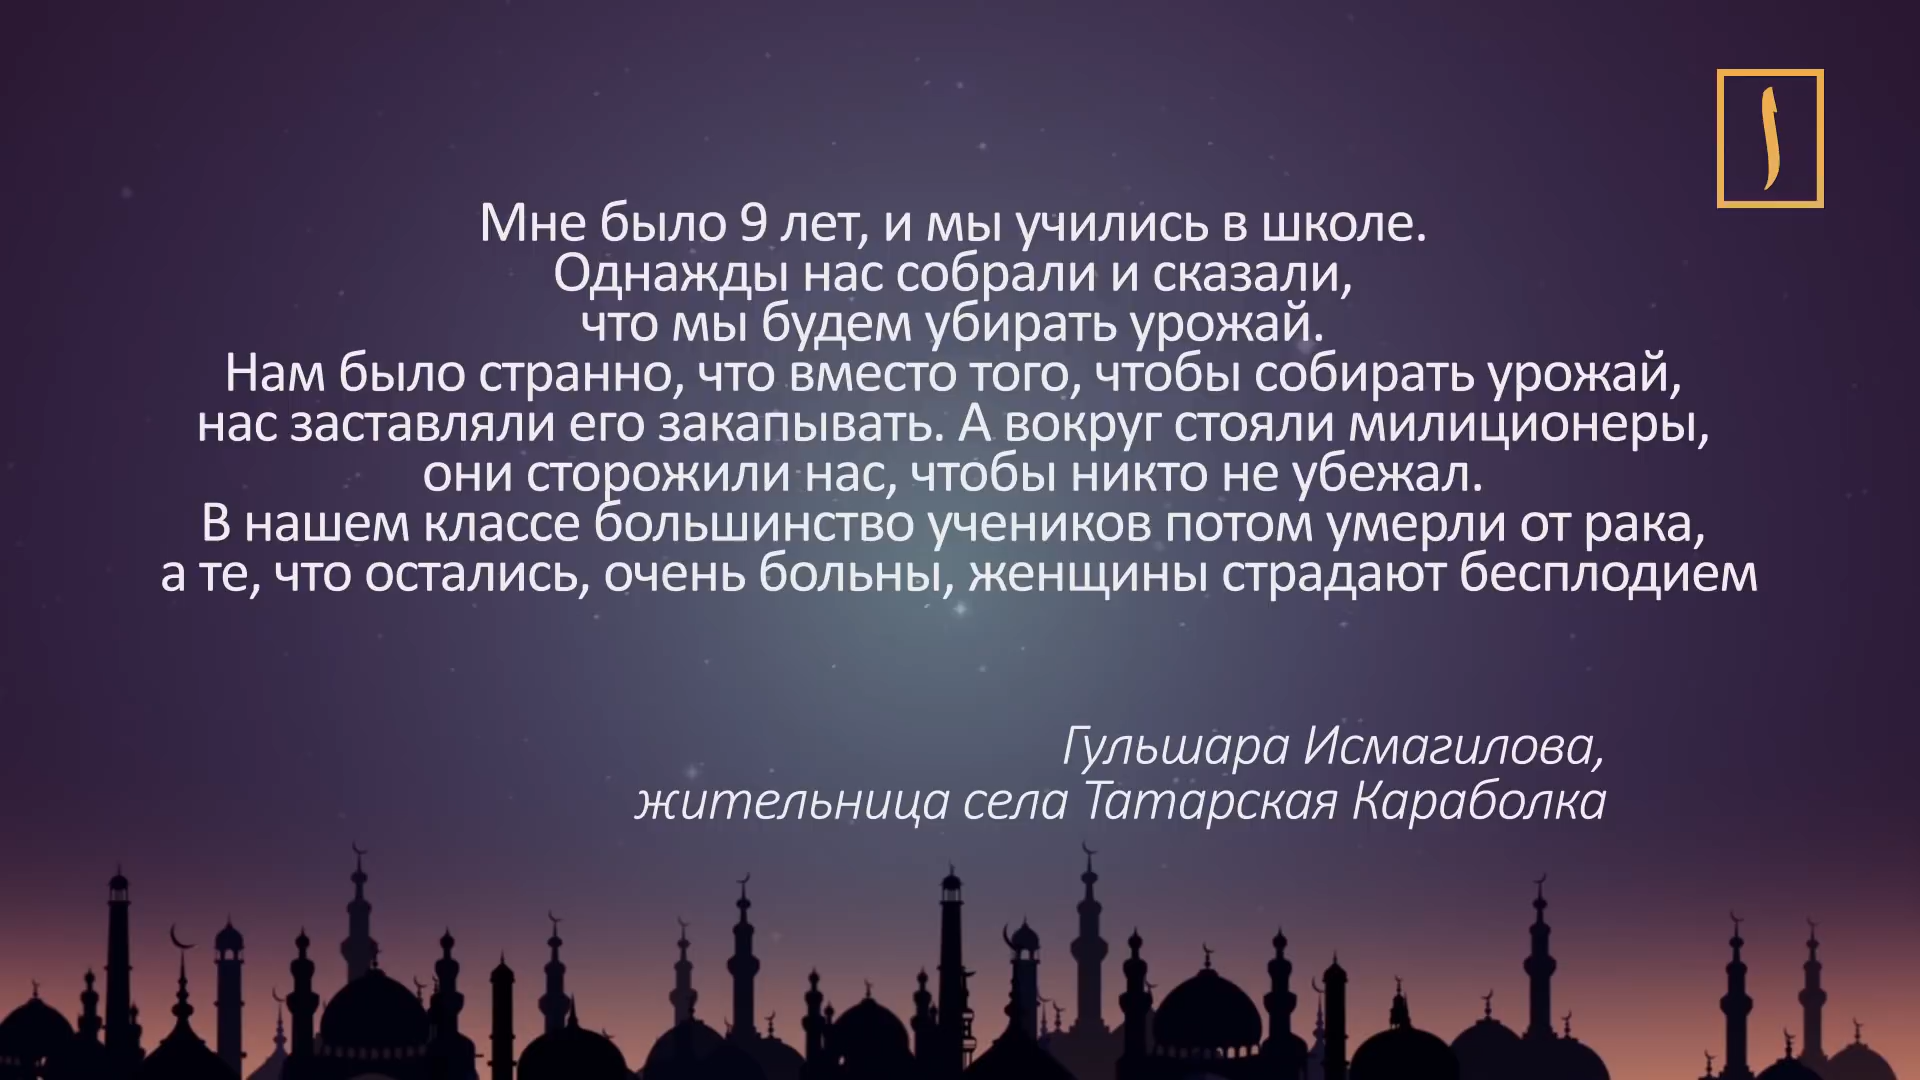 Мне было 9 лет, и мы учились в школе.
Однажды нас собрали и сказали,
что мы будем убирать урожай.
Нам было странно, что вместо того, чтобы собирать урожай,
нас заставляли его закапывать. А вокруг стояли милиционеры,
они сторожили нас, чтобы никто не убежал.
В нашем классе большинство учеников потом умерли от рака,
а те, что остались, очень больны, женщины страдают бесплодием
Гульшара Исмагилова,
жительница села Татарская Караболка